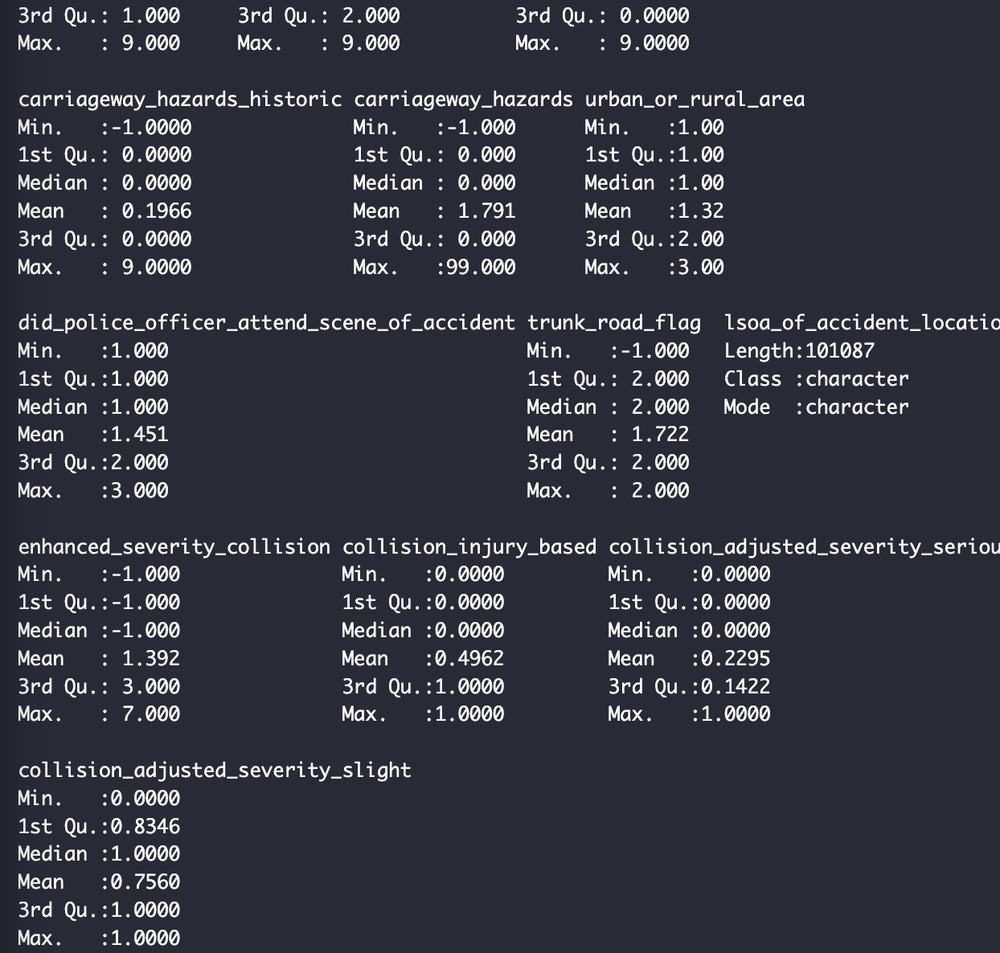 3rd Qu.: 1.000     3rd Qu.: 2.000          3rd Qu.: 0.0000
Max.   : 9.000     Max.   : 9.000          Max.   : 9.0000
carriageway_hazards_historic carriageway_hazards urban_or_rural_area
Min.   :-1.0000              Min.   :-1.000      Min.   :1.00
1st Qu.: 0.0000              1st Qu.: 0.000      1st Qu.:1.00
Median : 0.0000              Median : 0.000      Median :1.00
Mean   : 0.1966              Mean   : 1.791      Mean   :1.32
3rd Qu.: 0.0000              3rd Qu.: 0.000      3rd Qu.:2.00
Max.   : 9.0000              Max.   :99.000      Max.   :3.00
did_police_officer_attend_scene_of_accident trunk_road_flag  lsoa_of_accident_locatio
Min.   :1.000                               Min.   :-1.000   Length:101087
1st Qu.:1.000                               1st Qu.: 2.000   Class :character
Median :1.000                               Median : 2.000   Mode  :character
Mean   :1.451                               Mean   : 1.722
3rd Qu.:2.000                               3rd Qu.: 2.000
Max.   :3.000                               Max.   : 2.000
enhanced_severity_collision collision_injury_based collision_adjusted_severity_seriou
Min.   :-1.000              Min.   :0.0000         Min.   :0.0000
1st Qu.:-1.000              1st Qu.:0.0000         1st Qu.:0.0000
Median :-1.000              Median :0.0000         Median :0.0000
Mean   : 1.392              Mean   :0.4962         Mean   :0.2295
3rd Qu.: 3.000              3rd Qu.:1.0000         3rd Qu.:0.1422
Max.   : 7.000              Max.   :1.0000         Max.   :1.0000
collision_adjusted_severity_slight
Min.   :0.0000
1st Qu.:0.8346
Median :1.0000
Mean   :0.7560
3rd Qu.:1.0000
Max.   :1.0000